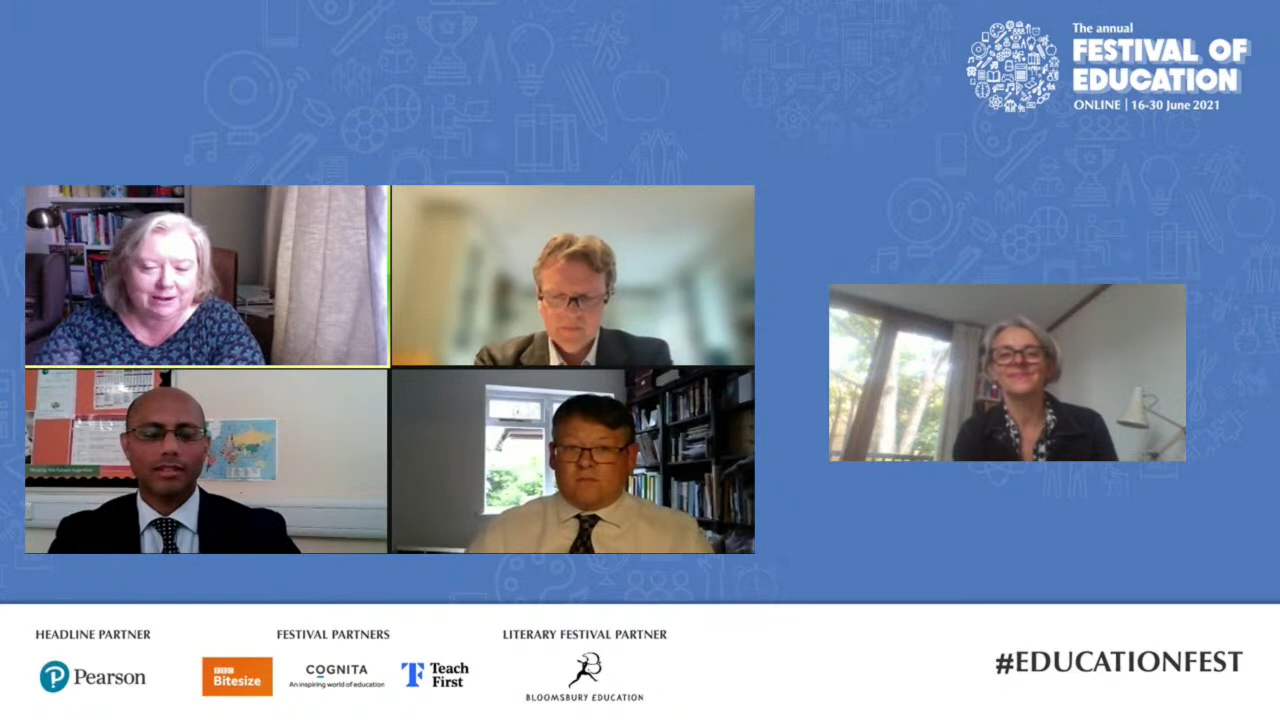 The annual
FESTIVAL OF
EDUCATION
ONLINE | 16-30 June 2021
HEADLINE PARTNER
FESTIVAL PARTNERS
LITERARY FESTIVAL PARTNER
Pearson
BBC
Bitesize
COGNITA
An inspiring world of education
Teach
First
BLOOMSBURY EDUCATION
#EDUCATIONFEST